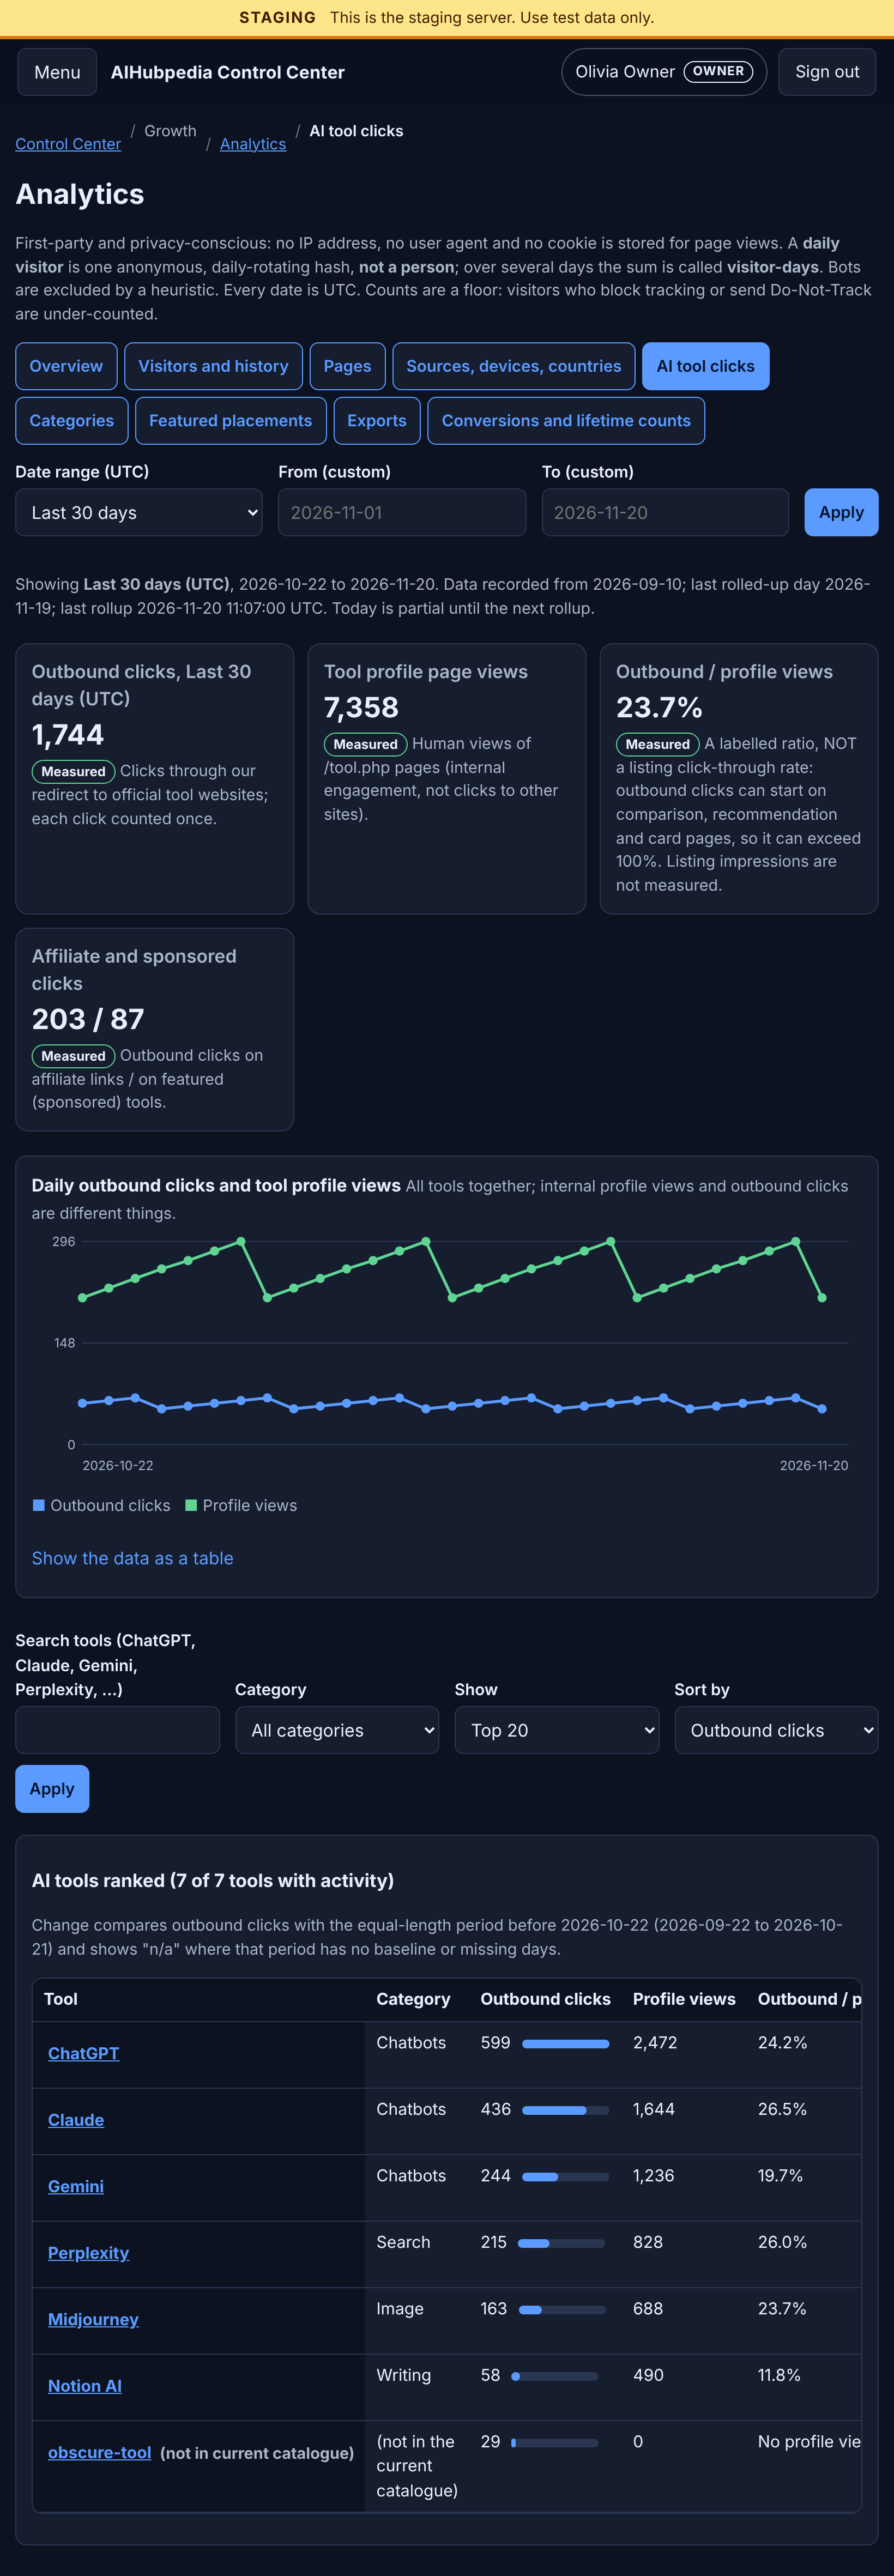 STAGING This is the staging server. Use test data only.
Menu
AIHubpedia Control Center
Olivia Owner OWNER
Sign out
Control Center / Growth / Analytics / AI tool clicks
Analytics
First-party and privacy-conscious: no IP address, no user agent and no cookie is stored for page views. A daily
visitor is one anonymous, daily-rotating hash, not a person; over several days the sum is called visitor-days. Bots
are excluded by a heuristic. Every date is UTC. Counts are a floor: visitors who block tracking or send Do-Not-Track
are under-counted.
Overview
Visitors and history
Pages
Sources, devices, countries
AI tool clicks
Categories
Featured placements
Exports
Conversions and lifetime counts
Date range (UTC)
Last 30 days
From (custom)
2026-11-01
To (custom)
2026-11-20
Apply
Showing Last 30 days (UTC), 2026-10-22 to 2026-11-20. Data recorded from 2026-09-10; last rolled-up day 2026-
11-19; last rollup 2026-11-20 11:07:00 UTC. Today is partial until the next rollup.
Outbound clicks, Last 30
days (UTC)
1,744
Measured Clicks through our
redirect to official tool websites;
each click counted once.
Tool profile page views
7,358
Measured Human views of
/tool.php pages (internal
engagement, not clicks to other
sites).
Outbound / profile views
23.7%
Measured A labelled ratio, NOT
a listing click-through rate:
outbound clicks can start on
comparison, recommendation
and card pages, so it can exceed
100%. Listing impressions are
not measured.
Affiliate and sponsored
clicks
203 / 87
Measured Outbound clicks on
affiliate links / on featured
(sponsored) tools.
Daily outbound clicks and tool profile views All tools together; internal profile views and outbound clicks
are different things.
296
148
0
2026-10-22
2026-11-20
Outbound clicks
Profile views
Show the data as a table
Search tools (ChatGPT,
Claude, Gemini,
Perplexity, ...)
Category
All categories
Show
Top 20
Sort by
Outbound clicks
Apply
AI tools ranked (7 of 7 tools with activity)
Change compares outbound clicks with the equal-length period before 2026-10-22 (2026-09-22 to 2026-10-
21) and shows "n/a" where that period has no baseline or missing days.
Tool Category Outbound clicks Profile views Outbound / p
ChatGPT Chatbots 599 2,472 24.2%
Claude Chatbots 436 1,644 26.5%
Gemini Chatbots 244 1,236 19.7%
Perplexity Search 215 828 26.0%
Midjourney Image 163 688 23.7%
Notion AI Writing 58 490 11.8%
obscure-tool (not in current catalogue) (not in the
current
catalogue) 29 0 No profile vie